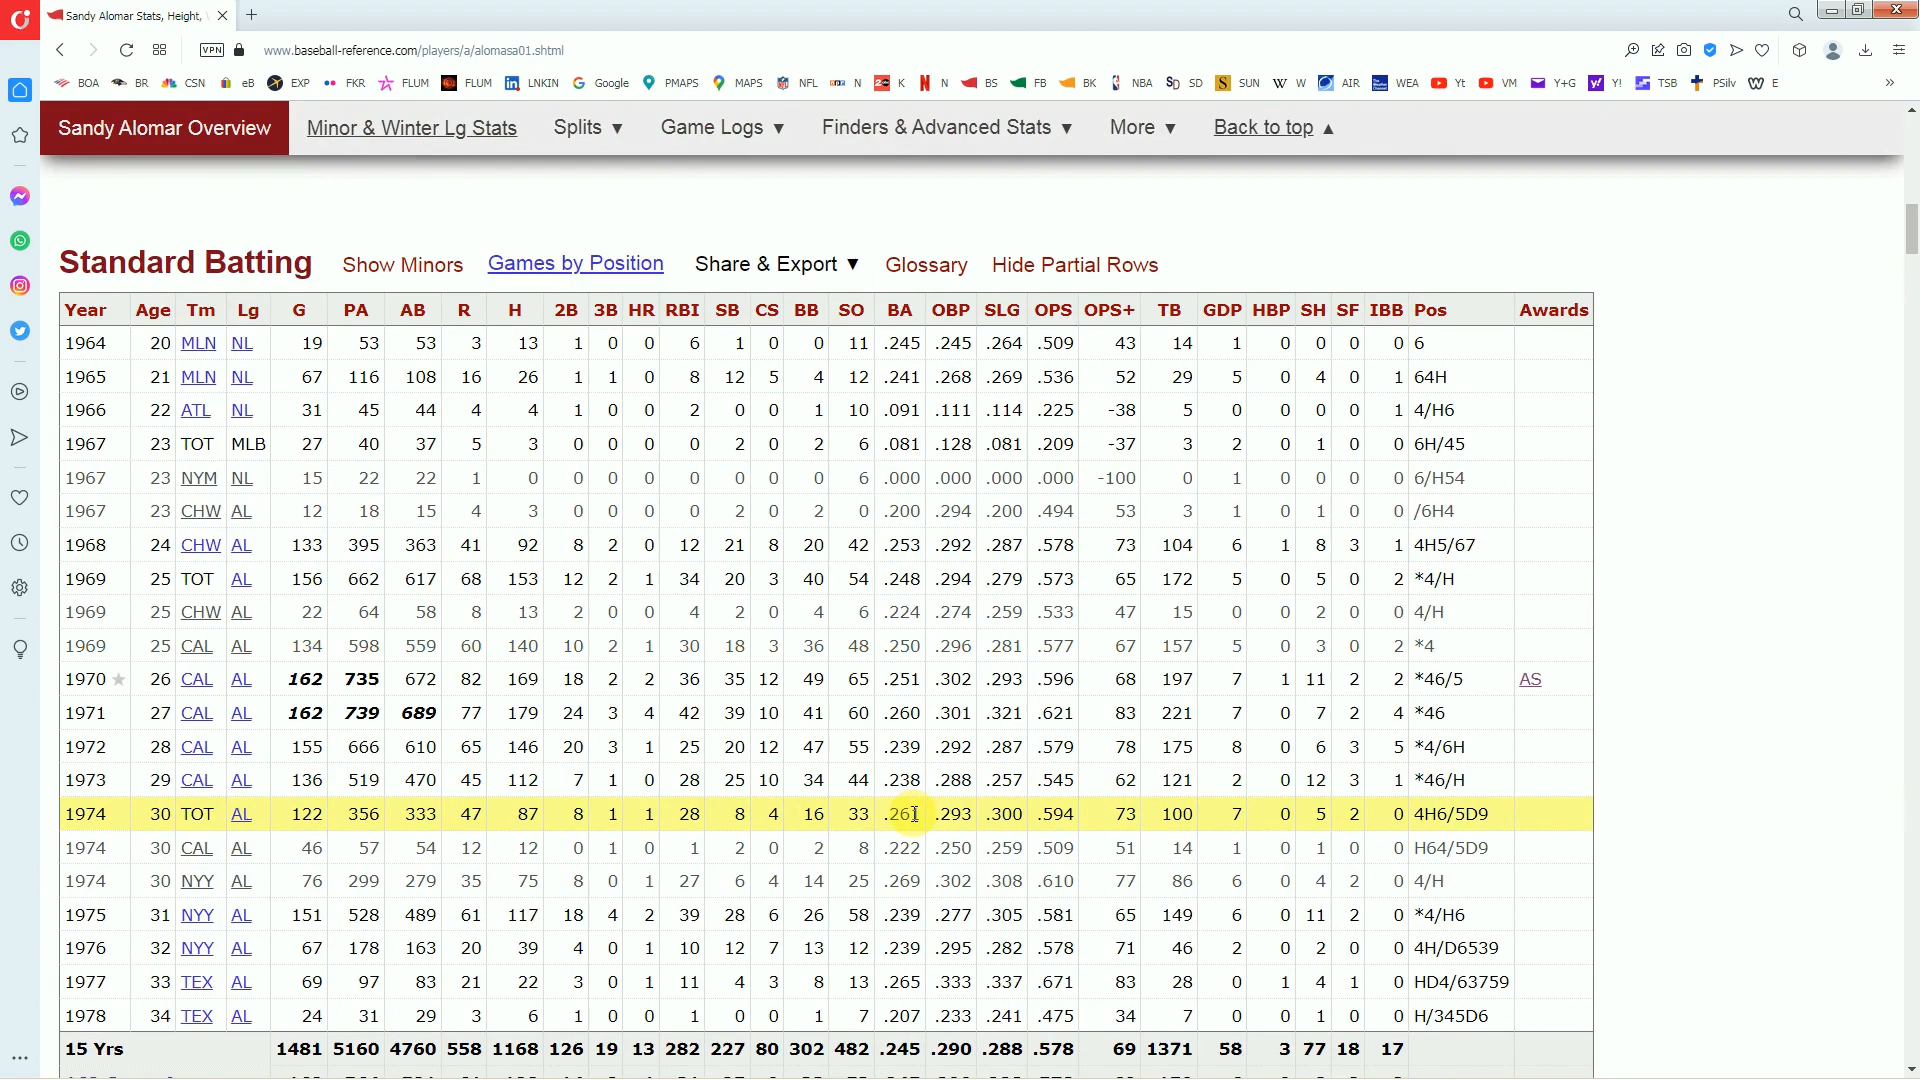 Sandy Alomar Stats, Height,
www.baseball-reference.com/players/a/alomasa01.shtml
VPN
BOA BR CSN eB EXP FKR FLUM FLUM LNKIN Google PMAPS MAPS NFL N K N BS FB BK NBA SD SUN W AIR WEA Yt VM Y+G Y! TSB PSilv E
Sandy Alomar Overview Minor & Winter Lg Stats Splits ▼ Game Logs ▼ Finders & Advanced Stats ▼ More ▼ Back to top ▲
Standard Batting Show Minors Games by Position Share & Export ▼ Glossary Hide Partial Rows
Year Age Tm Lg G PA AB R H 2B 3B HR RBI SB CS BB SO BA OBP SLG OPS OPS+ TB GDP HBP SH SF IBB Pos Awards
1964 20 MLN NL 19 53 53 3 13 1 0 0 6 1 0 0 11 .245 .245 .264 .509 43 14 1 0 0 0 0 6
1965 21 MLN NL 67 116 108 16 26 1 1 0 8 12 5 4 12 .241 .268 .269 .536 52 29 5 0 4 0 1 64H
1966 22 ATL NL 31 45 44 4 4 1 0 0 2 0 0 1 10 .091 .111 .114 .225 -38 5 0 0 0 0 1 4/H6
1967 23 TOT MLB 27 40 37 5 3 0 0 0 0 2 0 2 6 .081 .128 .081 .209 -37 3 2 0 1 0 0 6H/45
1967 23 NYM NL 15 22 22 1 0 0 0 0 0 0 0 0 6 .000 .000 .000 .000 -100 0 1 0 0 0 0 6/H54
1967 23 CHW AL 12 18 15 4 3 0 0 0 0 2 0 2 0 .200 .294 .200 .494 53 3 1 0 1 0 0 /6H4
1968 24 CHW AL 133 395 363 41 92 8 2 0 12 21 8 20 42 .253 .292 .287 .578 73 104 6 1 8 3 1 4H5/67
1969 25 TOT AL 156 662 617 68 153 12 2 1 34 20 3 40 54 .248 .294 .279 .573 65 172 5 0 5 0 2 *4/H
1969 25 CHW AL 22 64 58 8 13 2 0 0 4 2 0 4 6 .224 .274 .259 .533 47 15 0 0 2 0 0 4/H
1969 25 CAL AL 134 598 559 60 140 10 2 1 30 18 3 36 48 .250 .296 .281 .577 67 157 5 0 3 0 2 *4
1970 ★ 26 CAL AL 162 735 672 82 169 18 2 2 36 35 12 49 65 .251 .302 .293 .596 68 197 7 1 11 2 2 *46/5 AS
1971 27 CAL AL 162 739 689 77 179 24 3 4 42 39 10 41 60 .260 .301 .321 .621 83 221 7 0 7 2 4 *46
1972 28 CAL AL 155 666 610 65 146 20 3 1 25 20 12 47 55 .239 .292 .287 .579 78 175 8 0 6 3 5 *4/6H
1973 29 CAL AL 136 519 470 45 112 7 1 0 28 25 10 34 44 .238 .288 .257 .545 62 121 2 0 12 3 1 *46/H
1974 30 TOT AL 122 356 333 47 87 8 1 1 28 8 4 16 33 .261 .293 .300 .594 73 100 7 0 5 2 0 4H6/5D9
1974 30 CAL AL 46 57 54 12 12 0 1 0 1 2 0 2 8 .222 .250 .259 .509 51 14 1 0 1 0 0 H64/5D9
1974 30 NYY AL 76 299 279 35 75 8 0 1 27 6 4 14 25 .269 .302 .308 .610 77 86 6 0 4 2 0 4/H
1975 31 NYY AL 151 528 489 61 117 18 4 2 39 28 6 26 58 .239 .277 .305 .581 65 149 6 0 11 2 0 *4/H6
1976 32 NYY AL 67 178 163 20 39 4 0 1 10 12 7 13 12 .239 .295 .282 .578 71 46 2 0 2 0 0 4H/D6539
1977 33 TEX AL 69 97 83 21 22 3 0 1 11 4 3 8 13 .265 .333 .337 .671 83 28 0 1 4 1 0 HD4/63759
1978 34 TEX AL 24 31 29 3 6 1 0 0 1 0 0 1 7 .207 .233 .241 .475 34 7 0 0 1 0 0 H/345D6
15 Yrs 1481 5160 4760 558 1168 126 19 13 282 227 80 302 482 .245 .290 .288 .578 69 1371 58 3 77 18 17